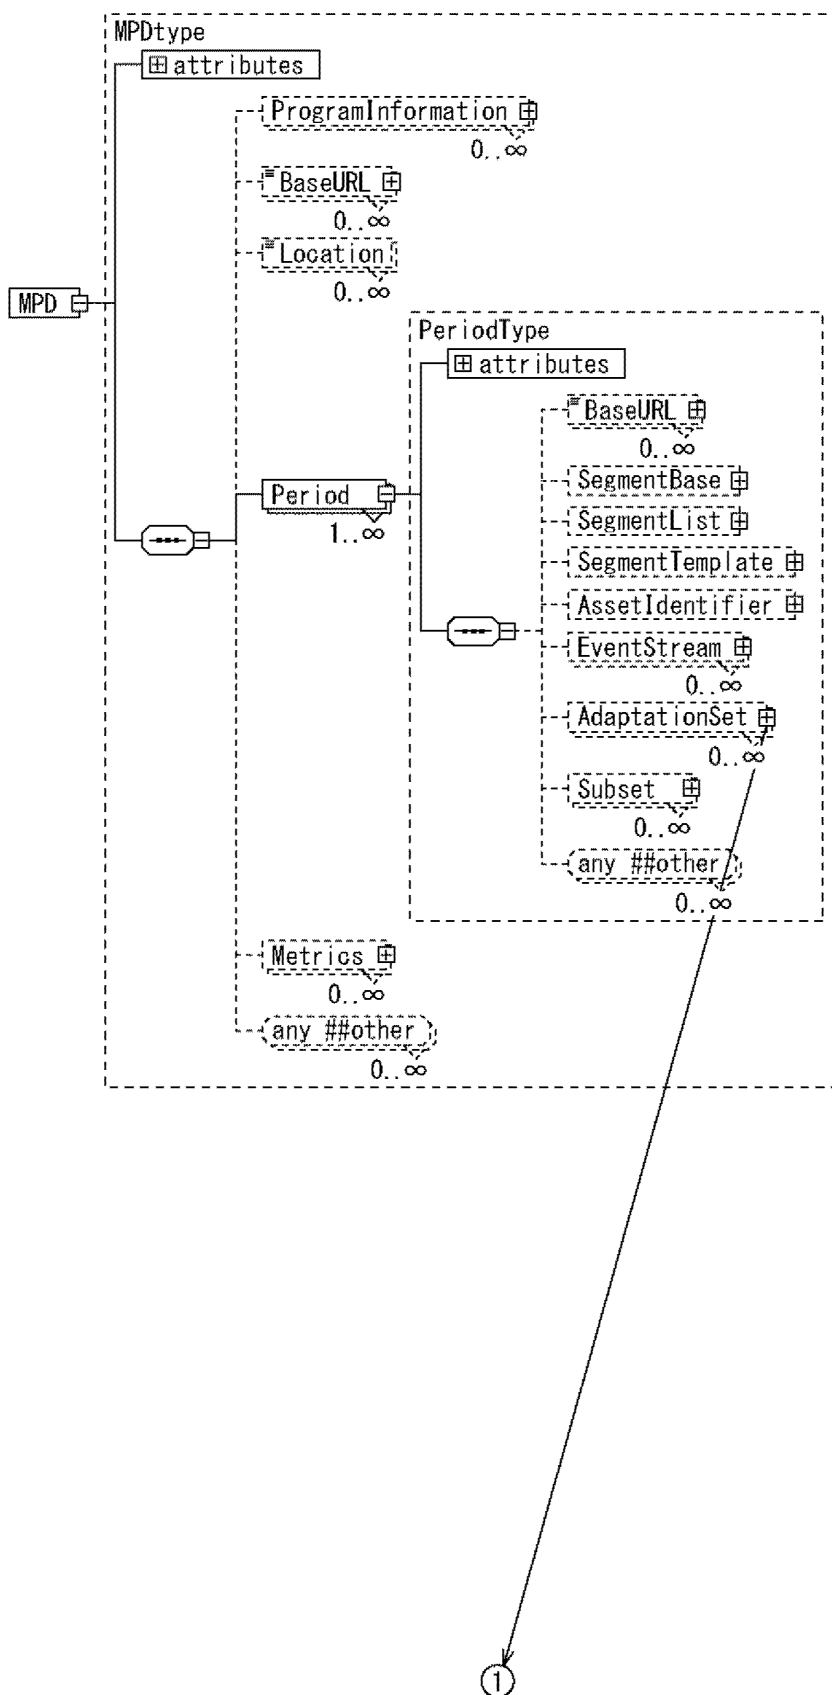 MPDtype
attributes
ProgramInformation
0..∞
BaseURL
0..∞
Location
0..∞
MPD
PeriodType
attributes
BaseURL
0..∞
SegmentBase
Period
1..∞
SegmentList
SegmentTemplate
AssetIdentifier
EventStream
0..∞
AdaptationSet
0..∞
Subset
0..∞
any ##other
0..∞
Metrics
0..∞
any ##other
0..∞
1